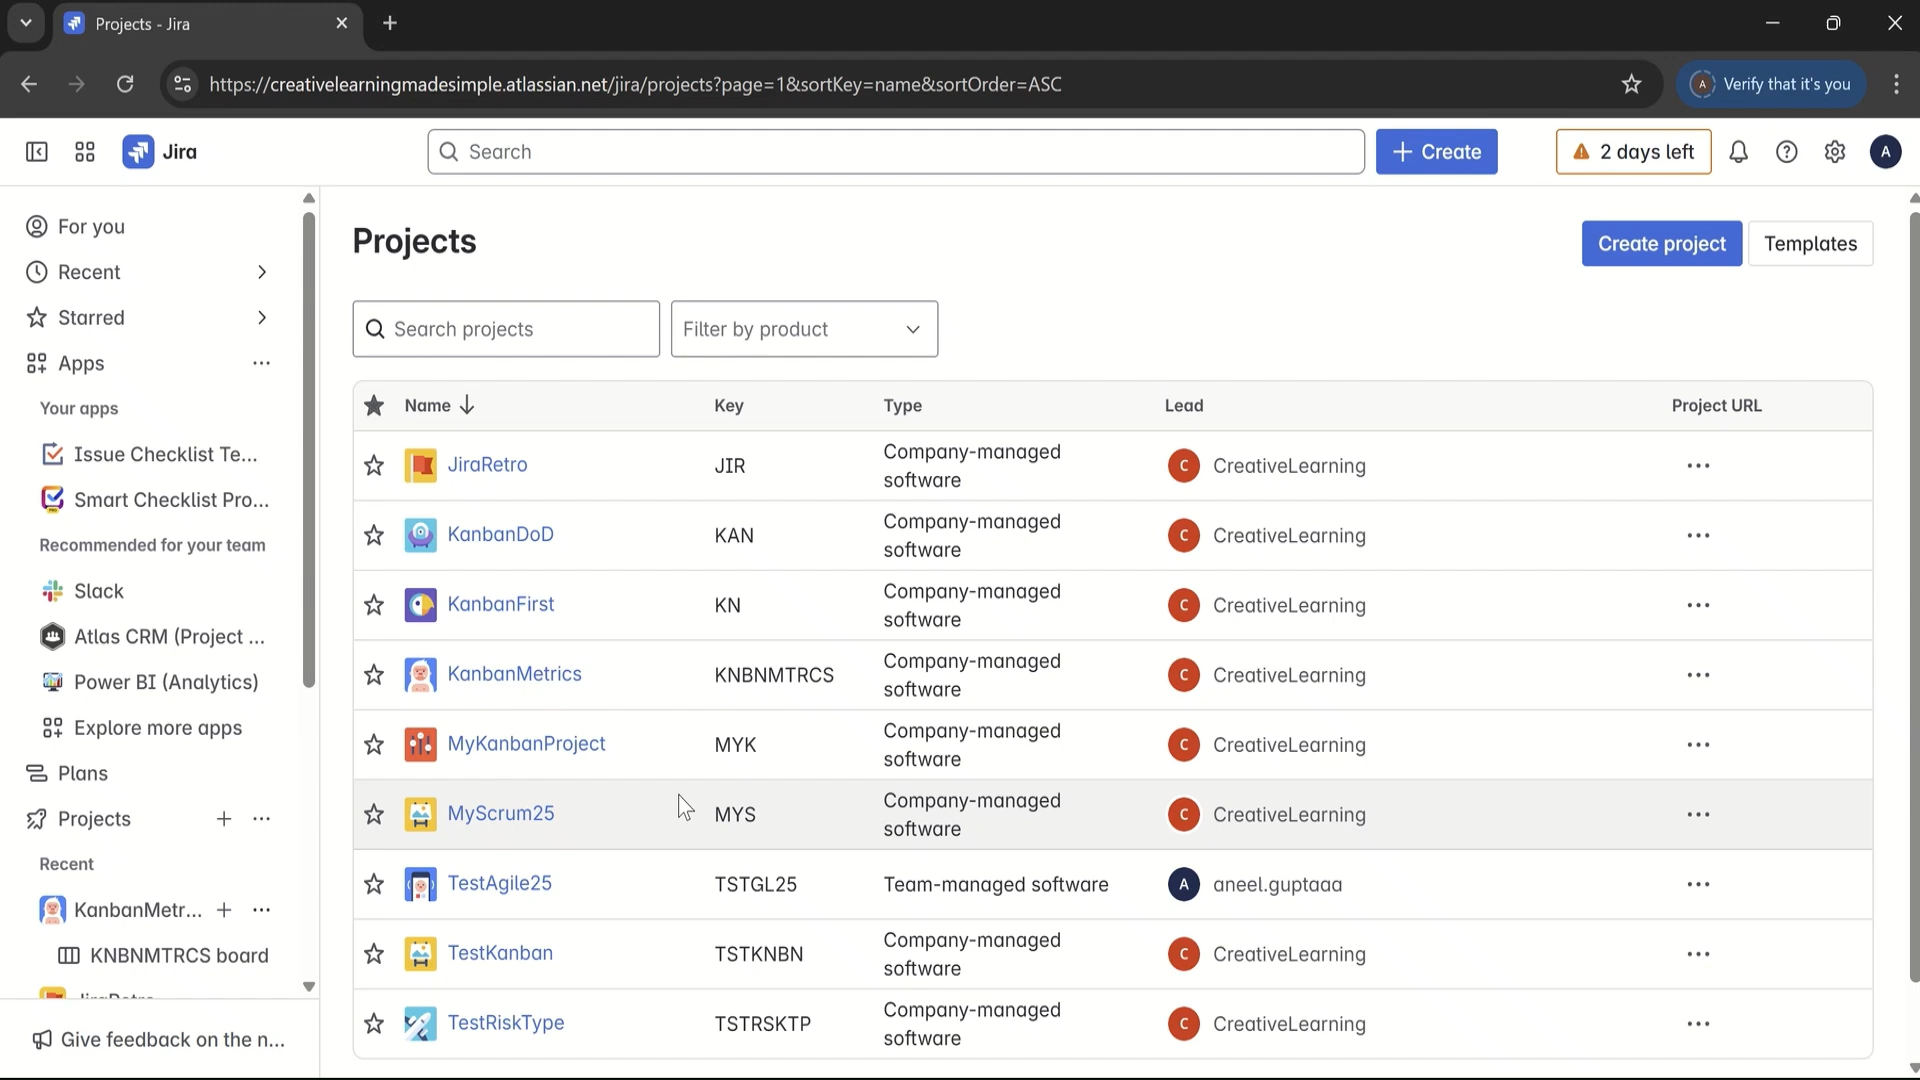 Projects - Jira
https://creativelearningmadesimple.atlassian.net/jira/projects?page=1&sortKey=name&sortOrder=ASC
A
Verify that it's you
Jira
Search
Create
2 days left
A
For you
Recent
Starred
Apps
Your apps
Issue Checklist Te...
Smart Checklist Pro...
Recommended for your team
Slack
Atlas CRM (Project ...
Power BI (Analytics)
Explore more apps
Plans
Projects
Recent
KanbanMetr...
KNBNMTRCS board
JiraRetro
Give feedback on the n...
Projects
Create project
Templates
Search projects
Filter by product
Name Key Type Lead Project URL
JiraRetro JIR Company-managed software C CreativeLearning
KanbanDoD KAN Company-managed software C CreativeLearning
KanbanFirst KN Company-managed software C CreativeLearning
KanbanMetrics KNBNMTRCS Company-managed software C CreativeLearning
MyKanbanProject MYK Company-managed software C CreativeLearning
MyScrum25 MYS Company-managed software C CreativeLearning
TestAgile25 TSTGL25 Team-managed software A aneel.guptaaa
TestKanban TSTKNBN Company-managed software C CreativeLearning
TestRiskType TSTRSKTP Company-managed software C CreativeLearning